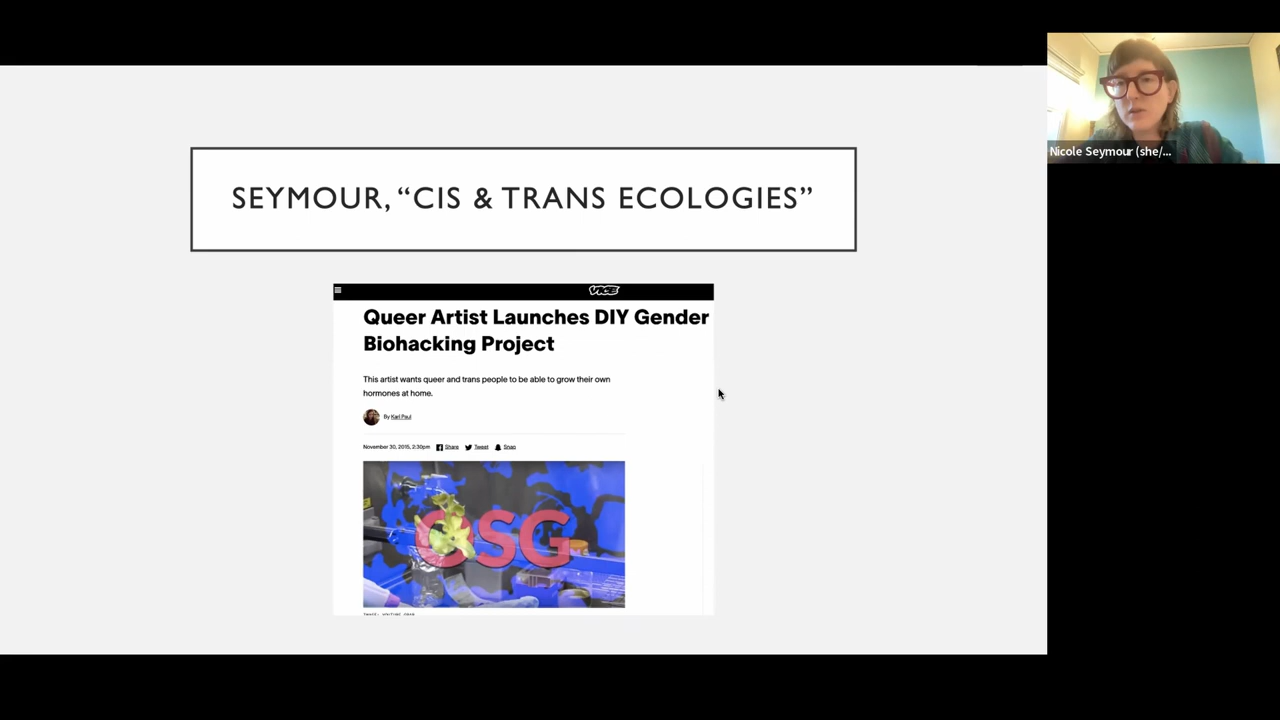 SEYMOUR, “CIS & TRANS ECOLOGIES”
VICE
Queer Artist Launches DIY Gender
Biohacking Project
This artist wants queer and trans people to be able to grow their own
hormones at home.
By Kari Paul
November 30, 2015, 2:30pm
Share
Tweet
Snap
OSG
Nicole Seymour (she/...